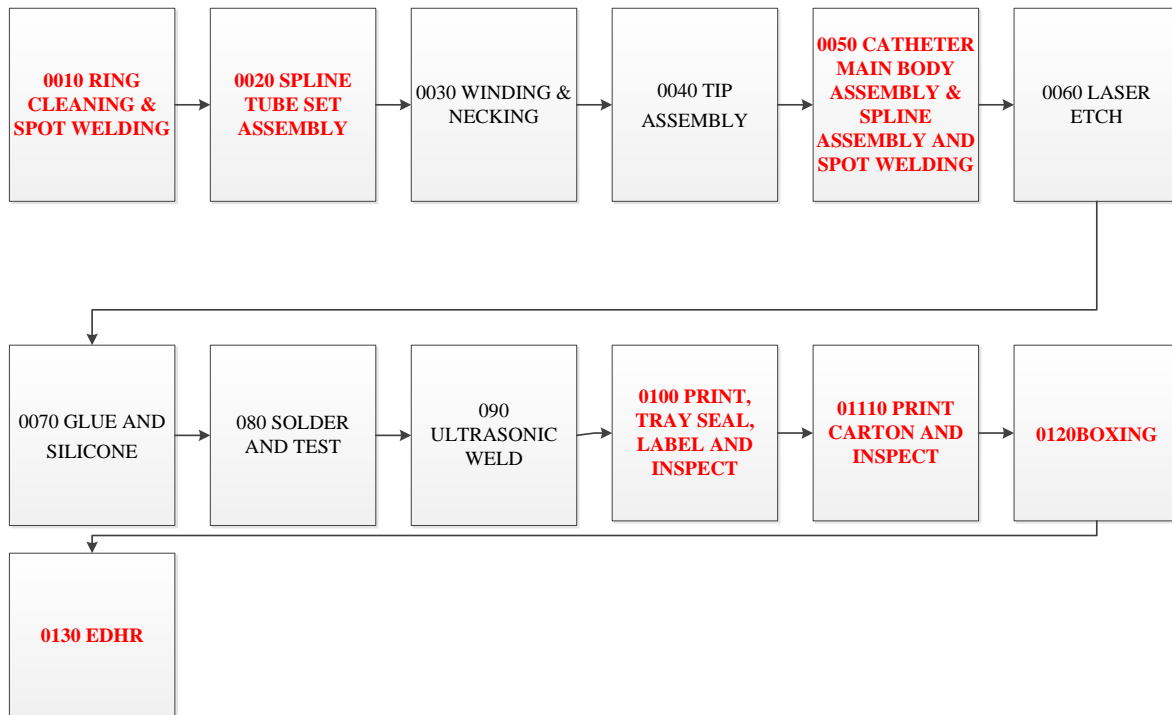 0010 RING
CLEANING &
SPOT WELDING
0020 SPLINE
TUBE SET
ASSEMBLY
0030 WINDING &
NECKING
0040 TIP
ASSEMBLY
0050 CATHETER
MAIN BODY
ASSEMBLY &
SPLINE
ASSEMBLY AND
SPOT WELDING
0060 LASER
ETCH
0070 GLUE AND
SILICONE
080 SOLDER
AND TEST
090
ULTRASONIC
WELD
0100 PRINT,
TRAY SEAL,
LABEL AND
INSPECT
01110 PRINT
CARTON AND
INSPECT
0120BOXING
0130 EDHR